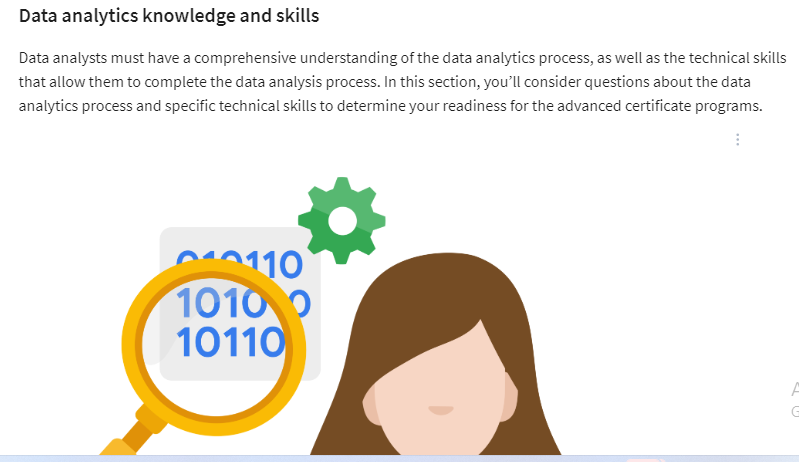 Data analytics knowledge and skills
Data analysts must have a comprehensive understanding of the data analytics process, as well as the technical skills
that allow them to complete the data analysis process. In this section, you’ll consider questions about the data
analytics process and specific technical skills to determine your readiness for the advanced certificate programs.
010110
10110